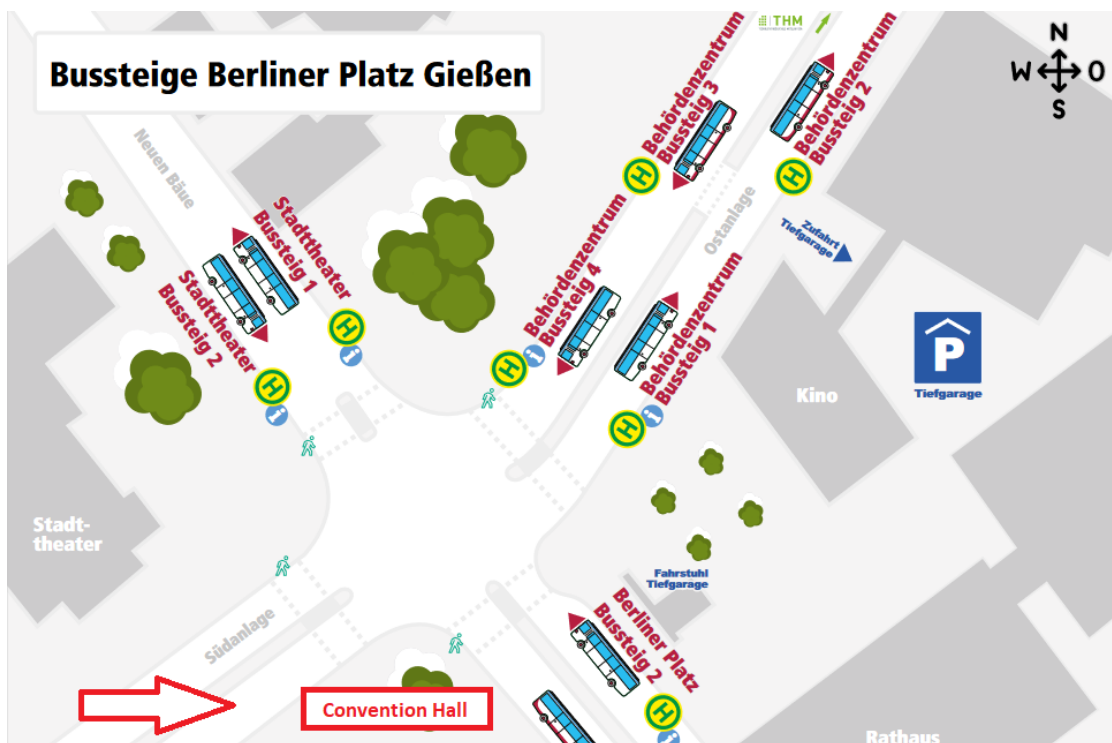 Bussteige Berliner Platz Gießen
THM
N
W O
S
Behördenzentrum
Bussteig 3
Behördenzentrum
Bussteig 2
Neuen Bäue
Stadttheater
Bussteig 1
Stadttheater
Bussteig 2
Ostanlage
Zufahrt
Tiefgarage
Behördenzentrum
Bussteig 4
Behördenzentrum
Bussteig 1
H
H
H
H
H
H
H
i
i
i
i
i
P
Tiefgarage
Kino
Stadt-
theater
Fahrstuhl
Tiefgarage
Berliner Platz
Bussteig 2
Südanlage
Convention Hall
Rathaus